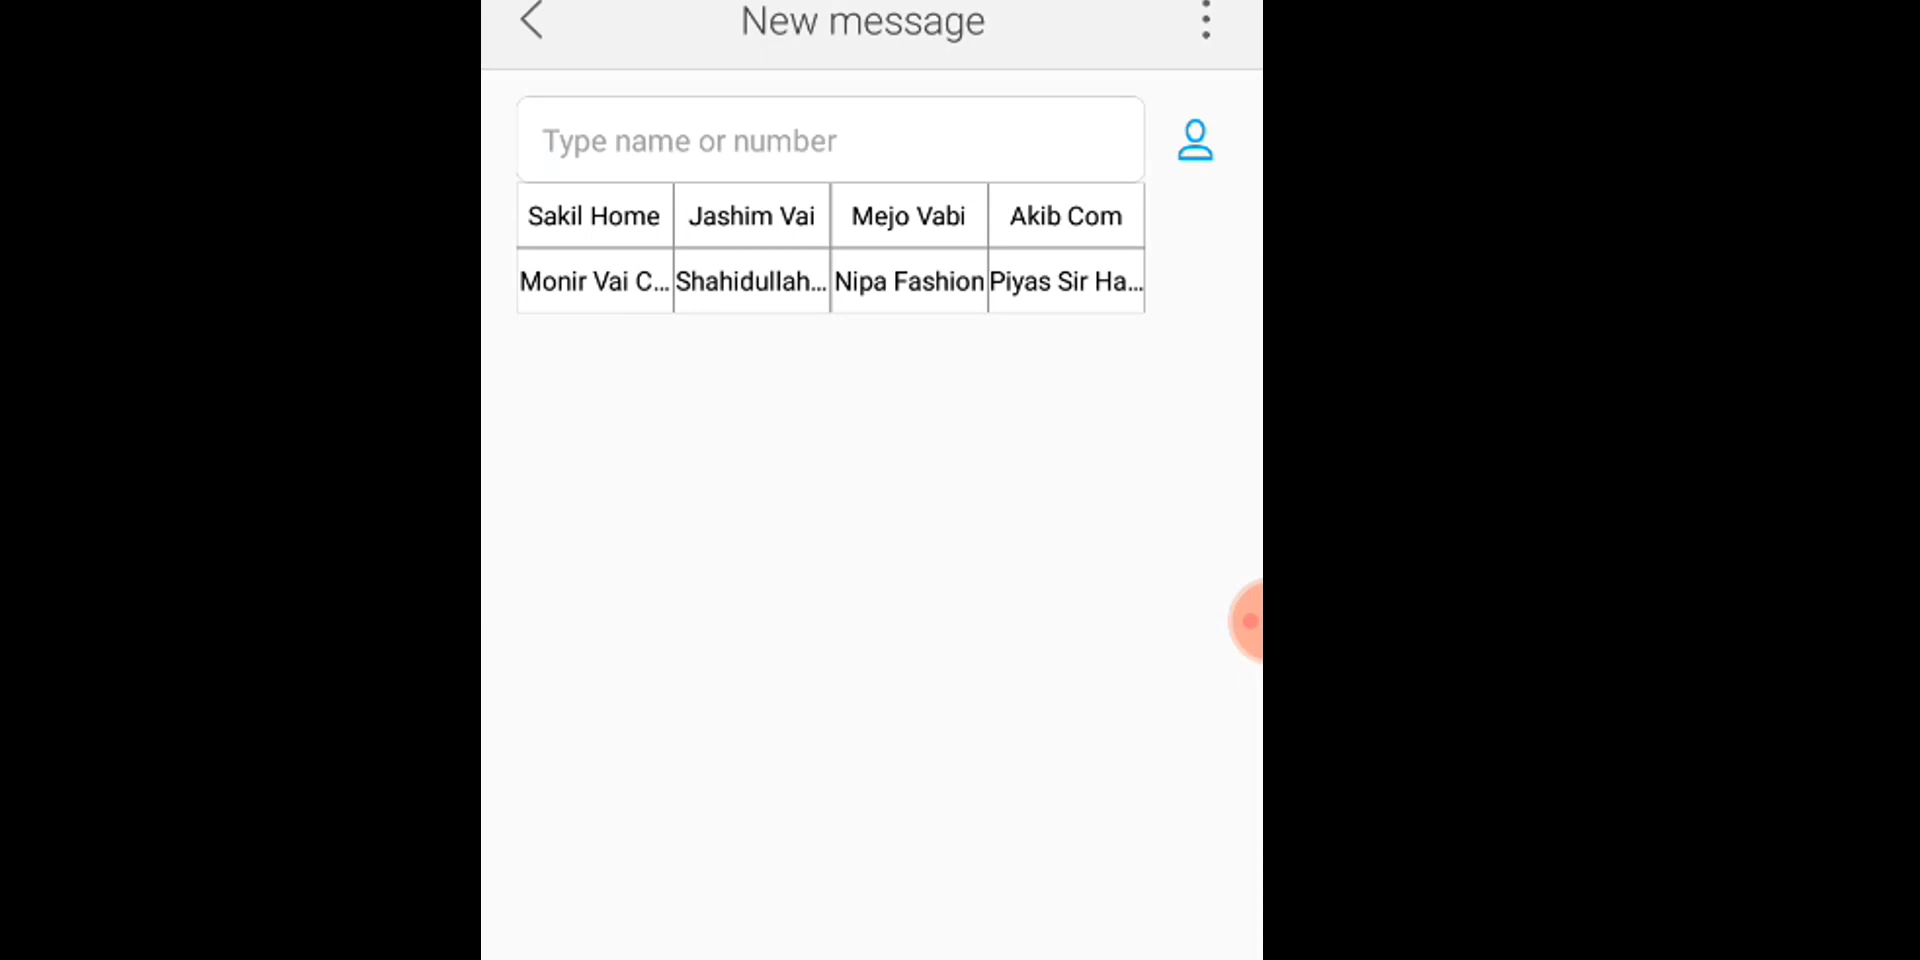 New message
Type name or number
Sakil Home Jashim Vai Mejo Vabi Akib Com
Monir Vai C... Shahidullah... Nipa Fashion Piyas Sir Ha...